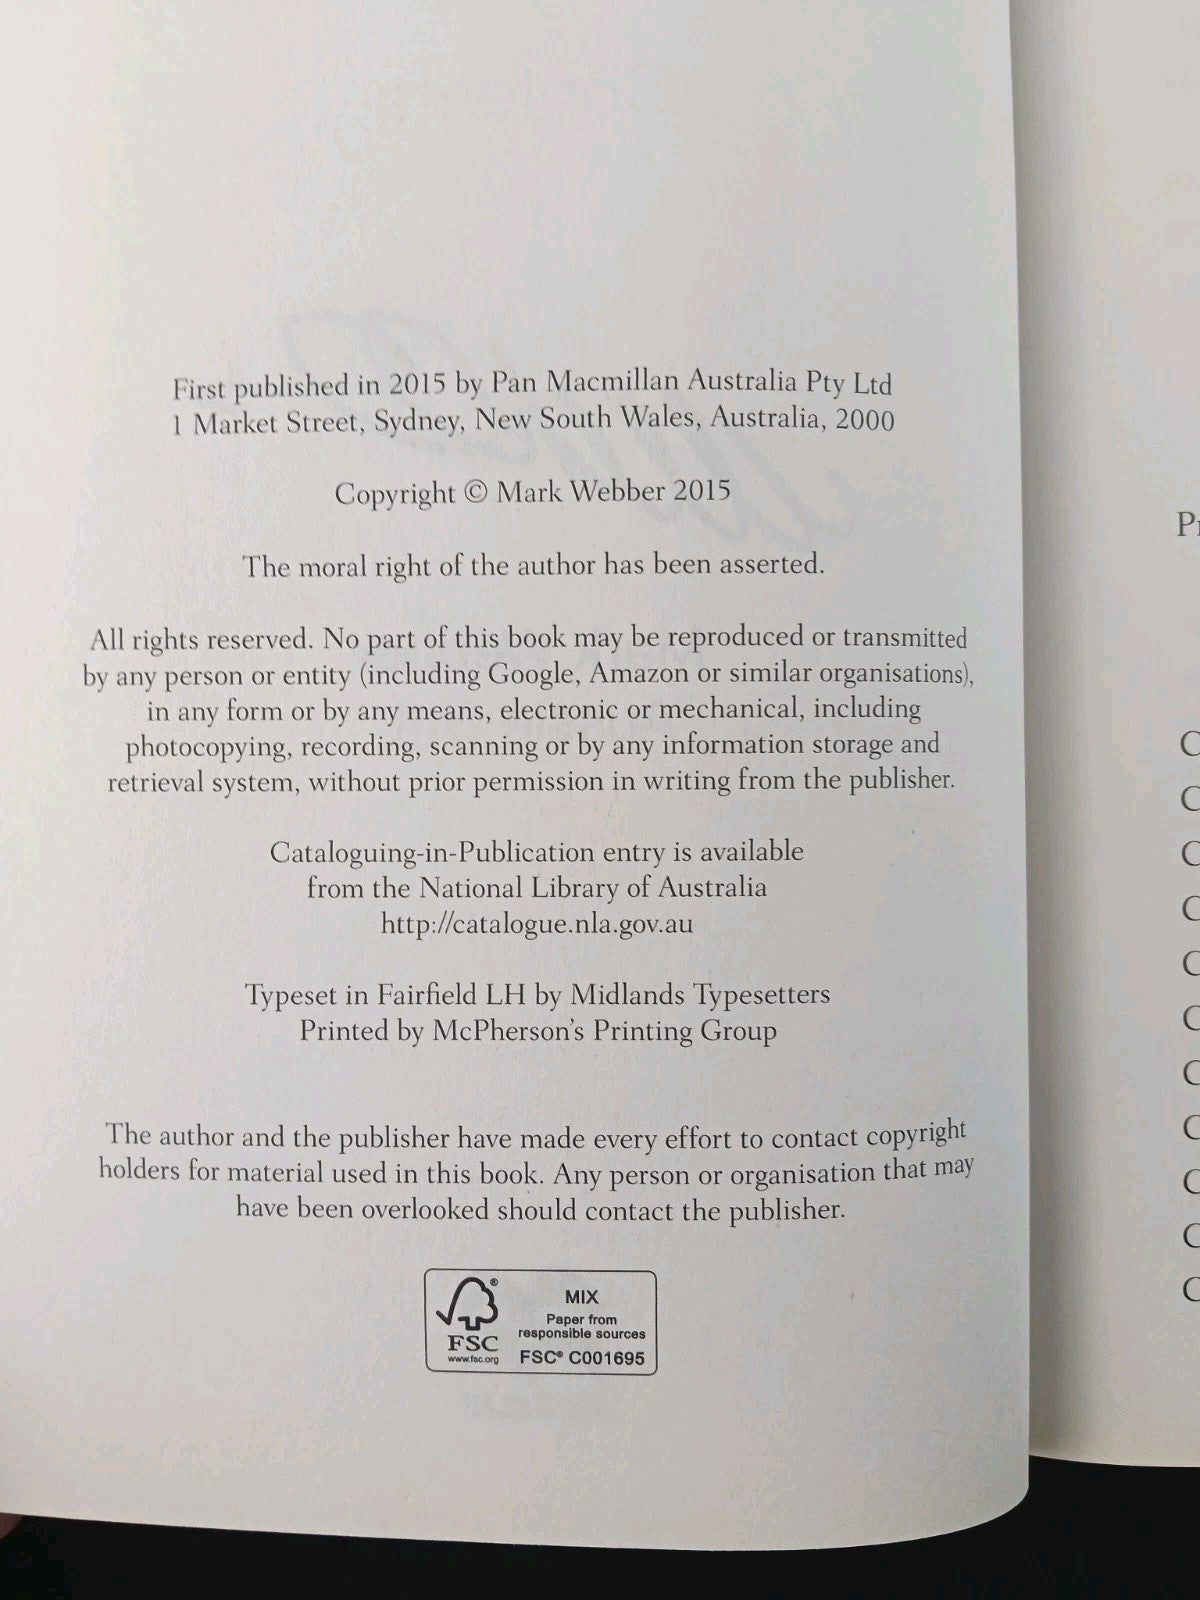 First published in 2015 by Pan Macmillan Australia Pty Ltd
1 Market Street, Sydney, New South Wales, Australia, 2000
Copyright © Mark Webber 2015
The moral right of the author has been asserted.
All rights reserved. No part of this book may be reproduced or transmitted
by any person or entity (including Google, Amazon or similar organisations),
in any form or by any means, electronic or mechanical, including
photocopying, recording, scanning or by any information storage and
retrieval system, without prior permission in writing from the publisher.
Cataloguing-in-Publication entry is available
from the National Library of Australia
http://catalogue.nla.gov.au
Typeset in Fairfield LH by Midlands Typesetters
Printed by McPherson's Printing Group
The author and the publisher have made every effort to contact copyright
holders for material used in this book. Any person or organisation that may
have been overlooked should contact the publisher.
®
FSC
www.fsc.org
MIX
Paper from
responsible sources
FSC® C001695